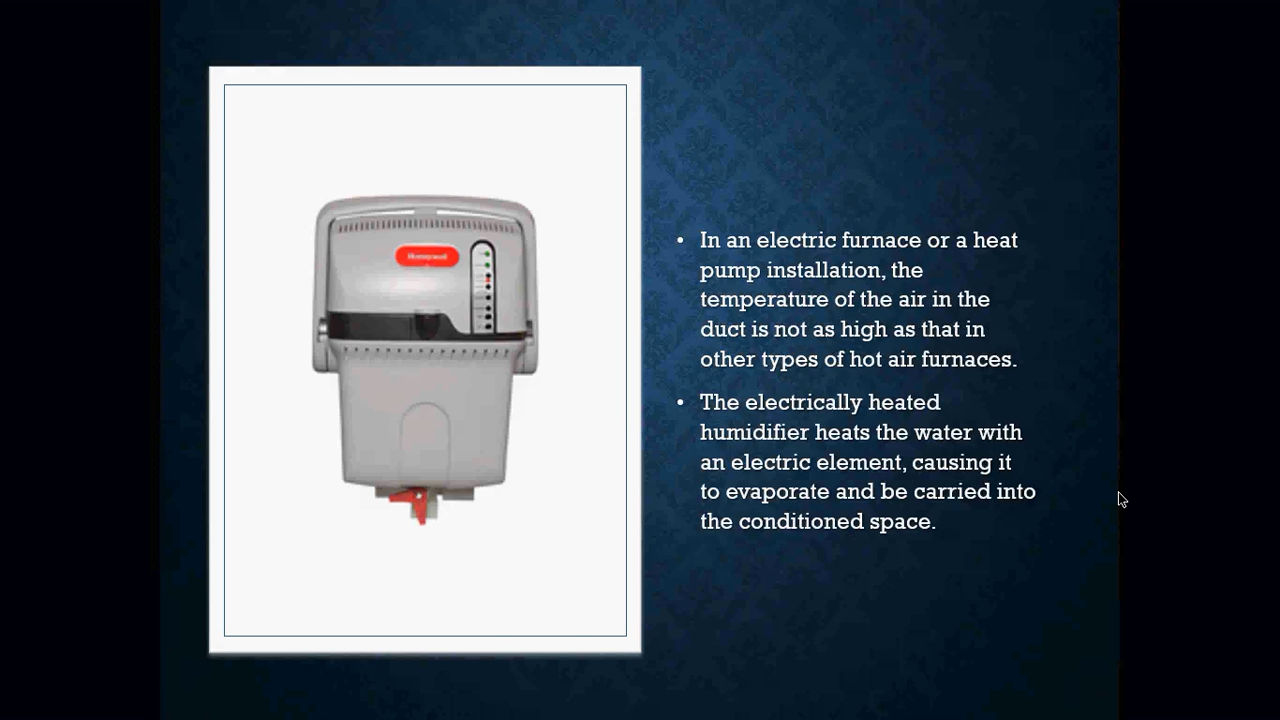 Honeywell
• In an electric furnace or a heat
pump installation, the
temperature of the air in the
duct is not as high as that in
other types of hot air furnaces.
• The electrically heated
humidifier heats the water with
an electric element, causing it
to evaporate and be carried into
the conditioned space.